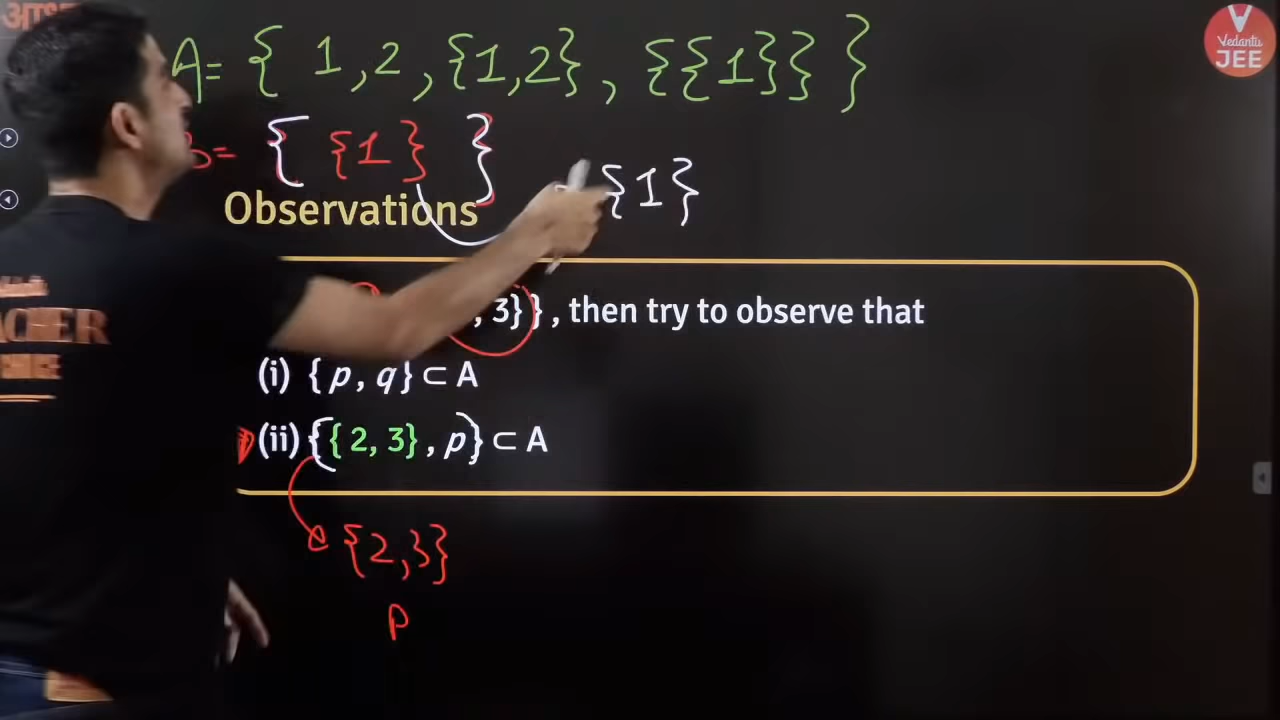 A= { 1,2 ,{1,2} , {{1}} }
Vedantu
JEE
= { {1} }
{1}
Observations
, 3} } , then try to observe that
(i) { p , q} ⊂ A
(ii) {{ 2, 3} , p} ⊂ A
{2,3}
p